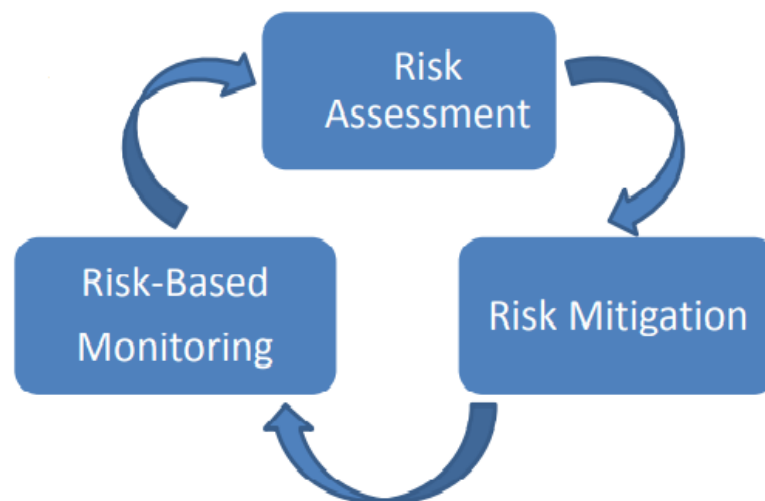 Risk
Assessment
Risk Mitigation
Risk-Based
Monitoring